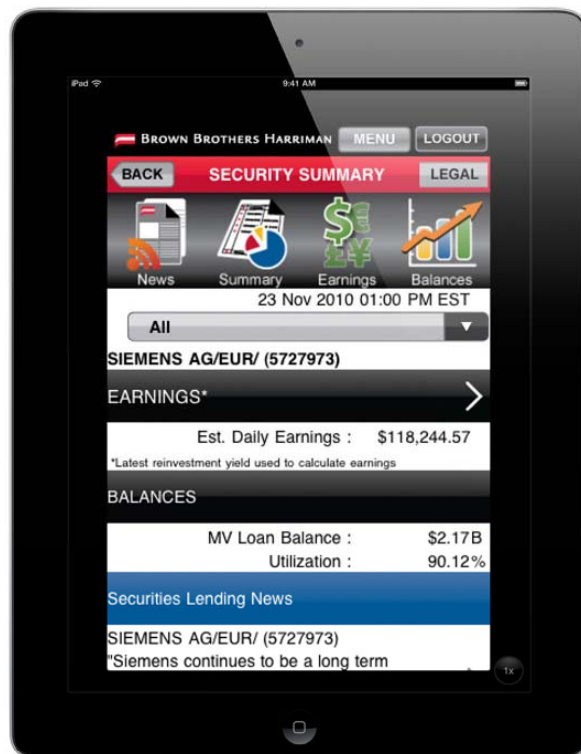 iPad 9:41 AM
BROWN BROTHERS HARRIMAN MENU LOGOUT
BACK SECURITY SUMMARY LEGAL
News Summary Earnings Balances
23 Nov 2010 01:00 PM EST
All
SIEMENS AG/EUR/ (5727973)
EARNINGS*
Est. Daily Earnings : $118,244.57
*Latest reinvestment yield used to calculate earnings
BALANCES
MV Loan Balance : $2.17B
Utilization : 90.12%
Securities Lending News
SIEMENS AG/EUR/ (5727973)
"Siemens continues to be a long term
1x